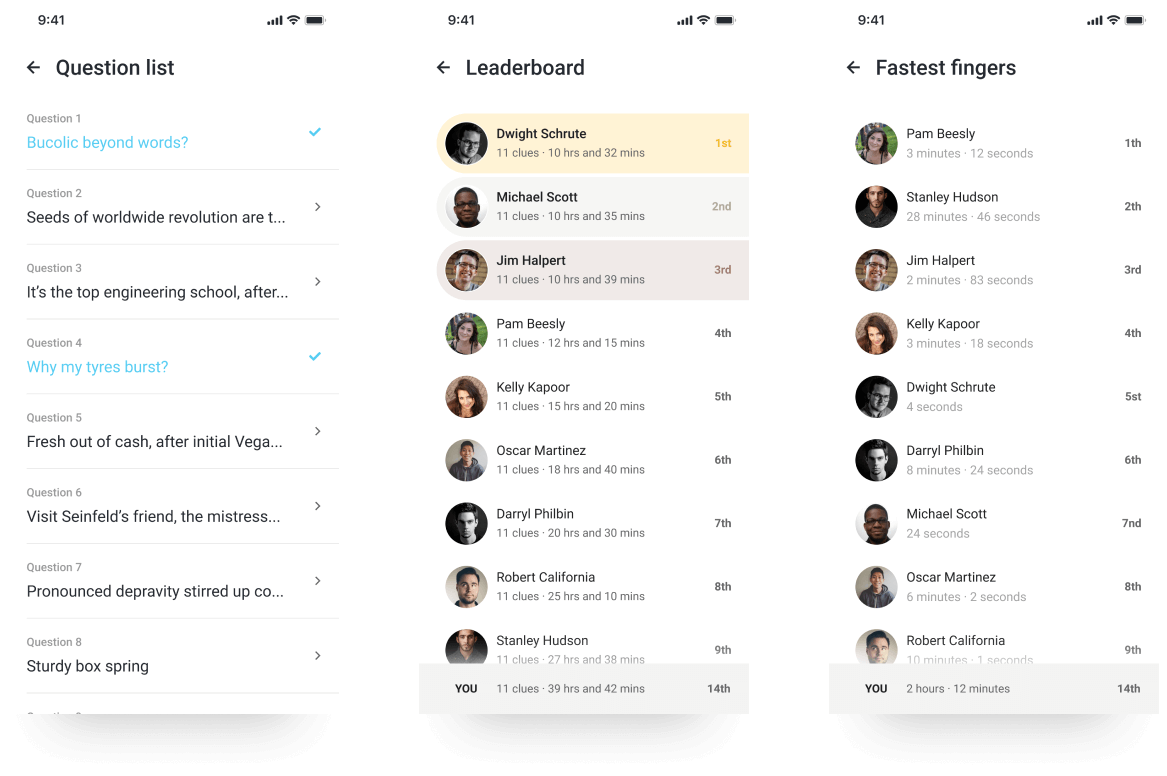 9:41
Question list
Question 1
Bucolic beyond words?
Question 2
Seeds of worldwide revolution are t...
Question 3
It's the top engineering school, after...
Question 4
Why my tyres burst?
Question 5
Fresh out of cash, after initial Vega...
Question 6
Visit Seinfeld's friend, the mistress...
Question 7
Pronounced depravity stirred up co...
Question 8
Sturdy box spring
9:41
Leaderboard
Dwight Schrute
11 clues · 10 hrs and 32 mins
1st
Michael Scott
11 clues · 10 hrs and 35 mins
2nd
Jim Halpert
11 clues · 10 hrs and 39 mins
3rd
Pam Beesly
11 clues · 12 hrs and 15 mins
4th
Kelly Kapoor
11 clues · 15 hrs and 20 mins
5th
Oscar Martinez
11 clues · 18 hrs and 40 mins
6th
Darryl Philbin
11 clues · 20 hrs and 30 mins
7th
Robert California
11 clues · 25 hrs and 10 mins
8th
Stanley Hudson
11 clues · 27 hrs and 38 mins
9th
YOU
11 clues · 39 hrs and 42 mins
14th
9:41
Fastest fingers
Pam Beesly
3 minutes · 12 seconds
1th
Stanley Hudson
28 minutes · 46 seconds
2th
Jim Halpert
2 minutes · 83 seconds
3rd
Kelly Kapoor
3 minutes · 18 seconds
4th
Dwight Schrute
4 seconds
5st
Darryl Philbin
8 minutes · 24 seconds
6th
Michael Scott
24 seconds
7nd
Oscar Martinez
6 minutes · 2 seconds
8th
Robert California
10 minutes · 1 seconds
9th
YOU
2 hours · 12 minutes
14th